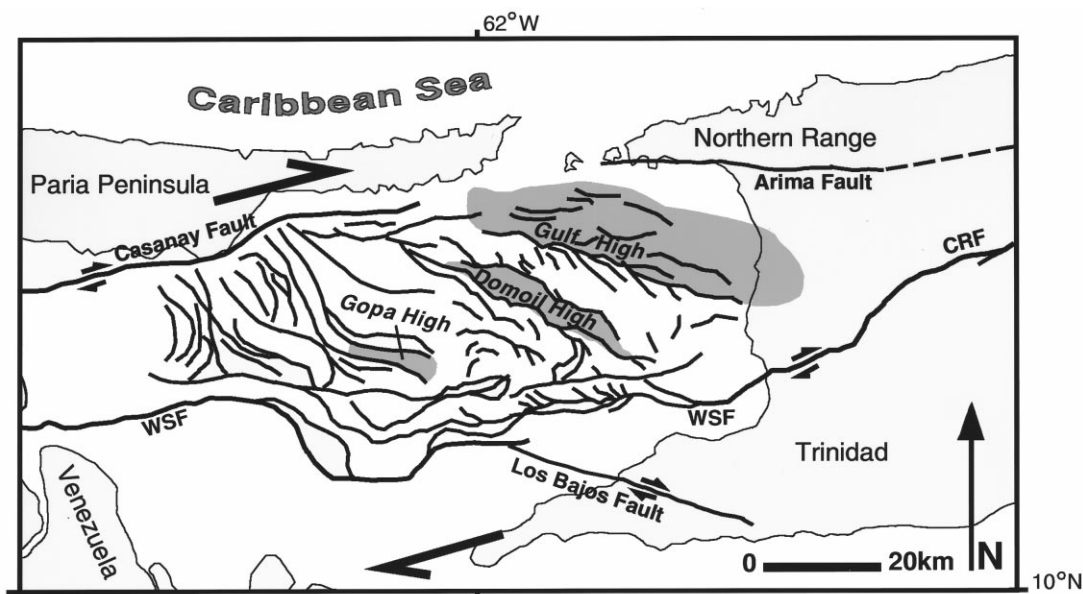 62°W
Caribbean Sea
Northern Range
Paria Peninsula
Arima Fault
Casanay Fault
Gulf High
CRF
Domoil High
Gopa High
WSF
WSF
Trinidad
Los Bajos Fault
Venezuela
0 20km
N
10°N